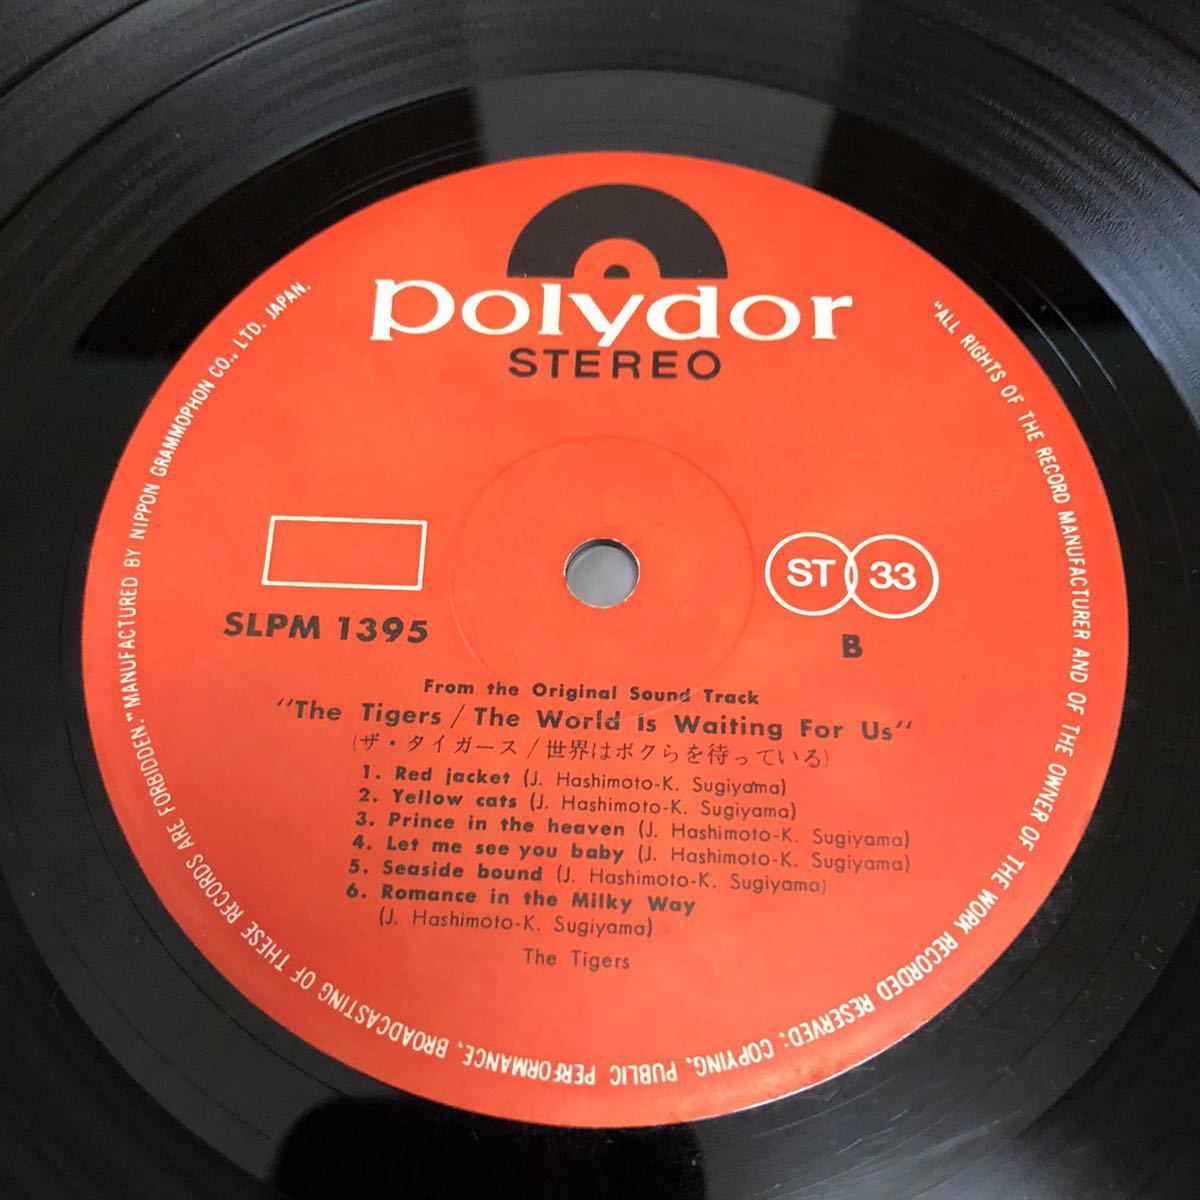 polydor
STEREO
ST 33
SLPM 1395
B
From the Original Sound Track
"The Tigers / The World Is Waiting For Us"
(ザ・タイガース / 世界はボクらを待っている)
1. Red jacket (J. Hashimoto-K. Sugiyama)
2. Yellow cats (J. Hashimoto-K. Sugiyama)
3. Prince in the heaven (J. Hashimoto-K. Sugiyama)
4. Let me see you baby (J. Hashimoto-K. Sugiyama)
5. Seaside bound (J. Hashimoto-K. Sugiyama)
6. Romance in the Milky Way
(J. Hashimoto-K. Sugiyama)
The Tigers
"ALL RIGHTS OF THE RECORD MANUFACTURER AND OF THE OWNER OF THE WORK RECORDED RESERVED: COPYING, PUBLIC PERFORMANCE, BROADCASTING OF THESE RECORDS ARE FORBIDDEN." MANUFACTURED BY NIPPON GRAMMOPHON CO., LTD. JAPAN.